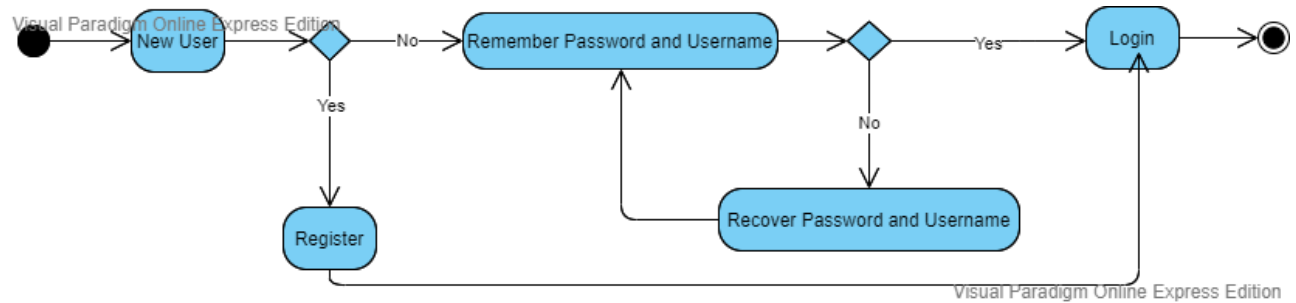 Visual Paradigm Online Express Edition
New User
No
Remember Password and Username
Yes
Login
Yes
No
Recover Password and Username
Register
Visual Paradigm Online Express Edition